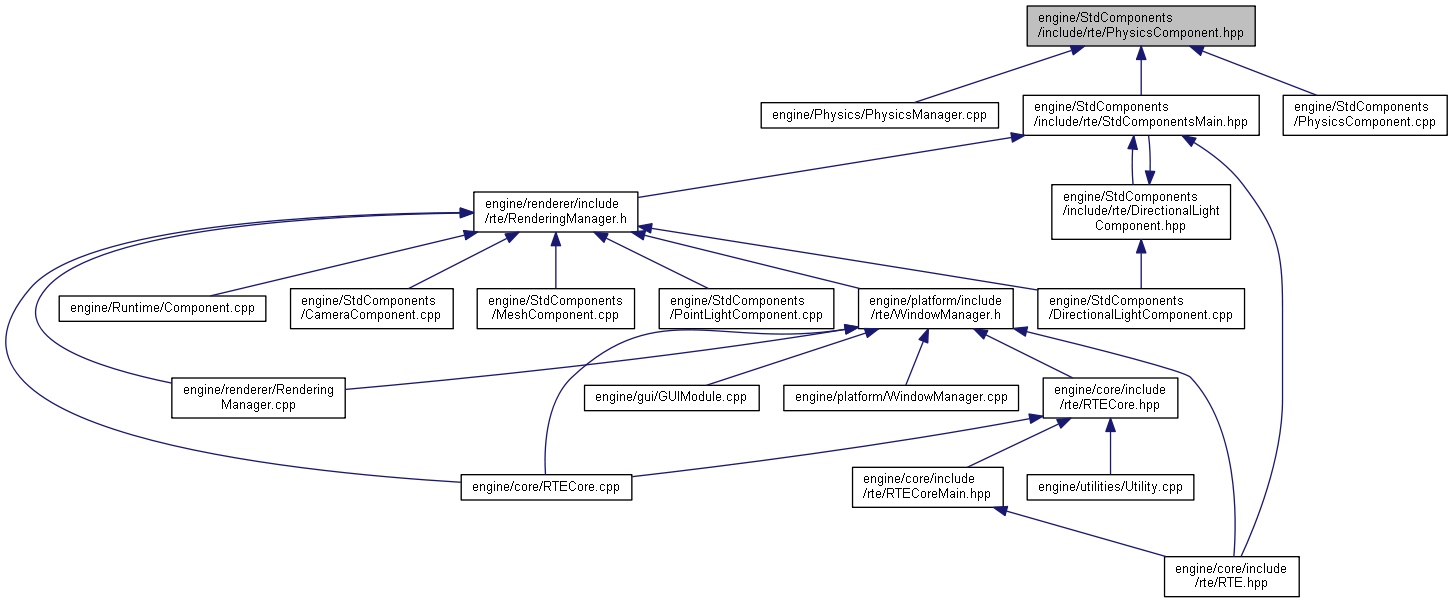 engine/StdComponents
/include/rte/PhysicsComponent.hpp
engine/Physics/PhysicsManager.cpp
engine/StdComponents
/include/rte/StdComponentsMain.hpp
engine/StdComponents
/PhysicsComponent.cpp
engine/renderer/include
/rte/RenderingManager.h
engine/StdComponents
/include/rte/DirectionalLight
Component.hpp
engine/Runtime/Component.cpp
engine/StdComponents
/CameraComponent.cpp
engine/StdComponents
/MeshComponent.cpp
engine/StdComponents
/PointLightComponent.cpp
engine/platform/include
/rte/WindowManager.h
engine/StdComponents
/DirectionalLightComponent.cpp
engine/renderer/Rendering
Manager.cpp
engine/gui/GUIModule.cpp
engine/platform/WindowManager.cpp
engine/core/include
/rte/RTECore.hpp
engine/core/RTECore.cpp
engine/core/include
/rte/RTECoreMain.hpp
engine/utilities/Utility.cpp
engine/core/include
/rte/RTE.hpp